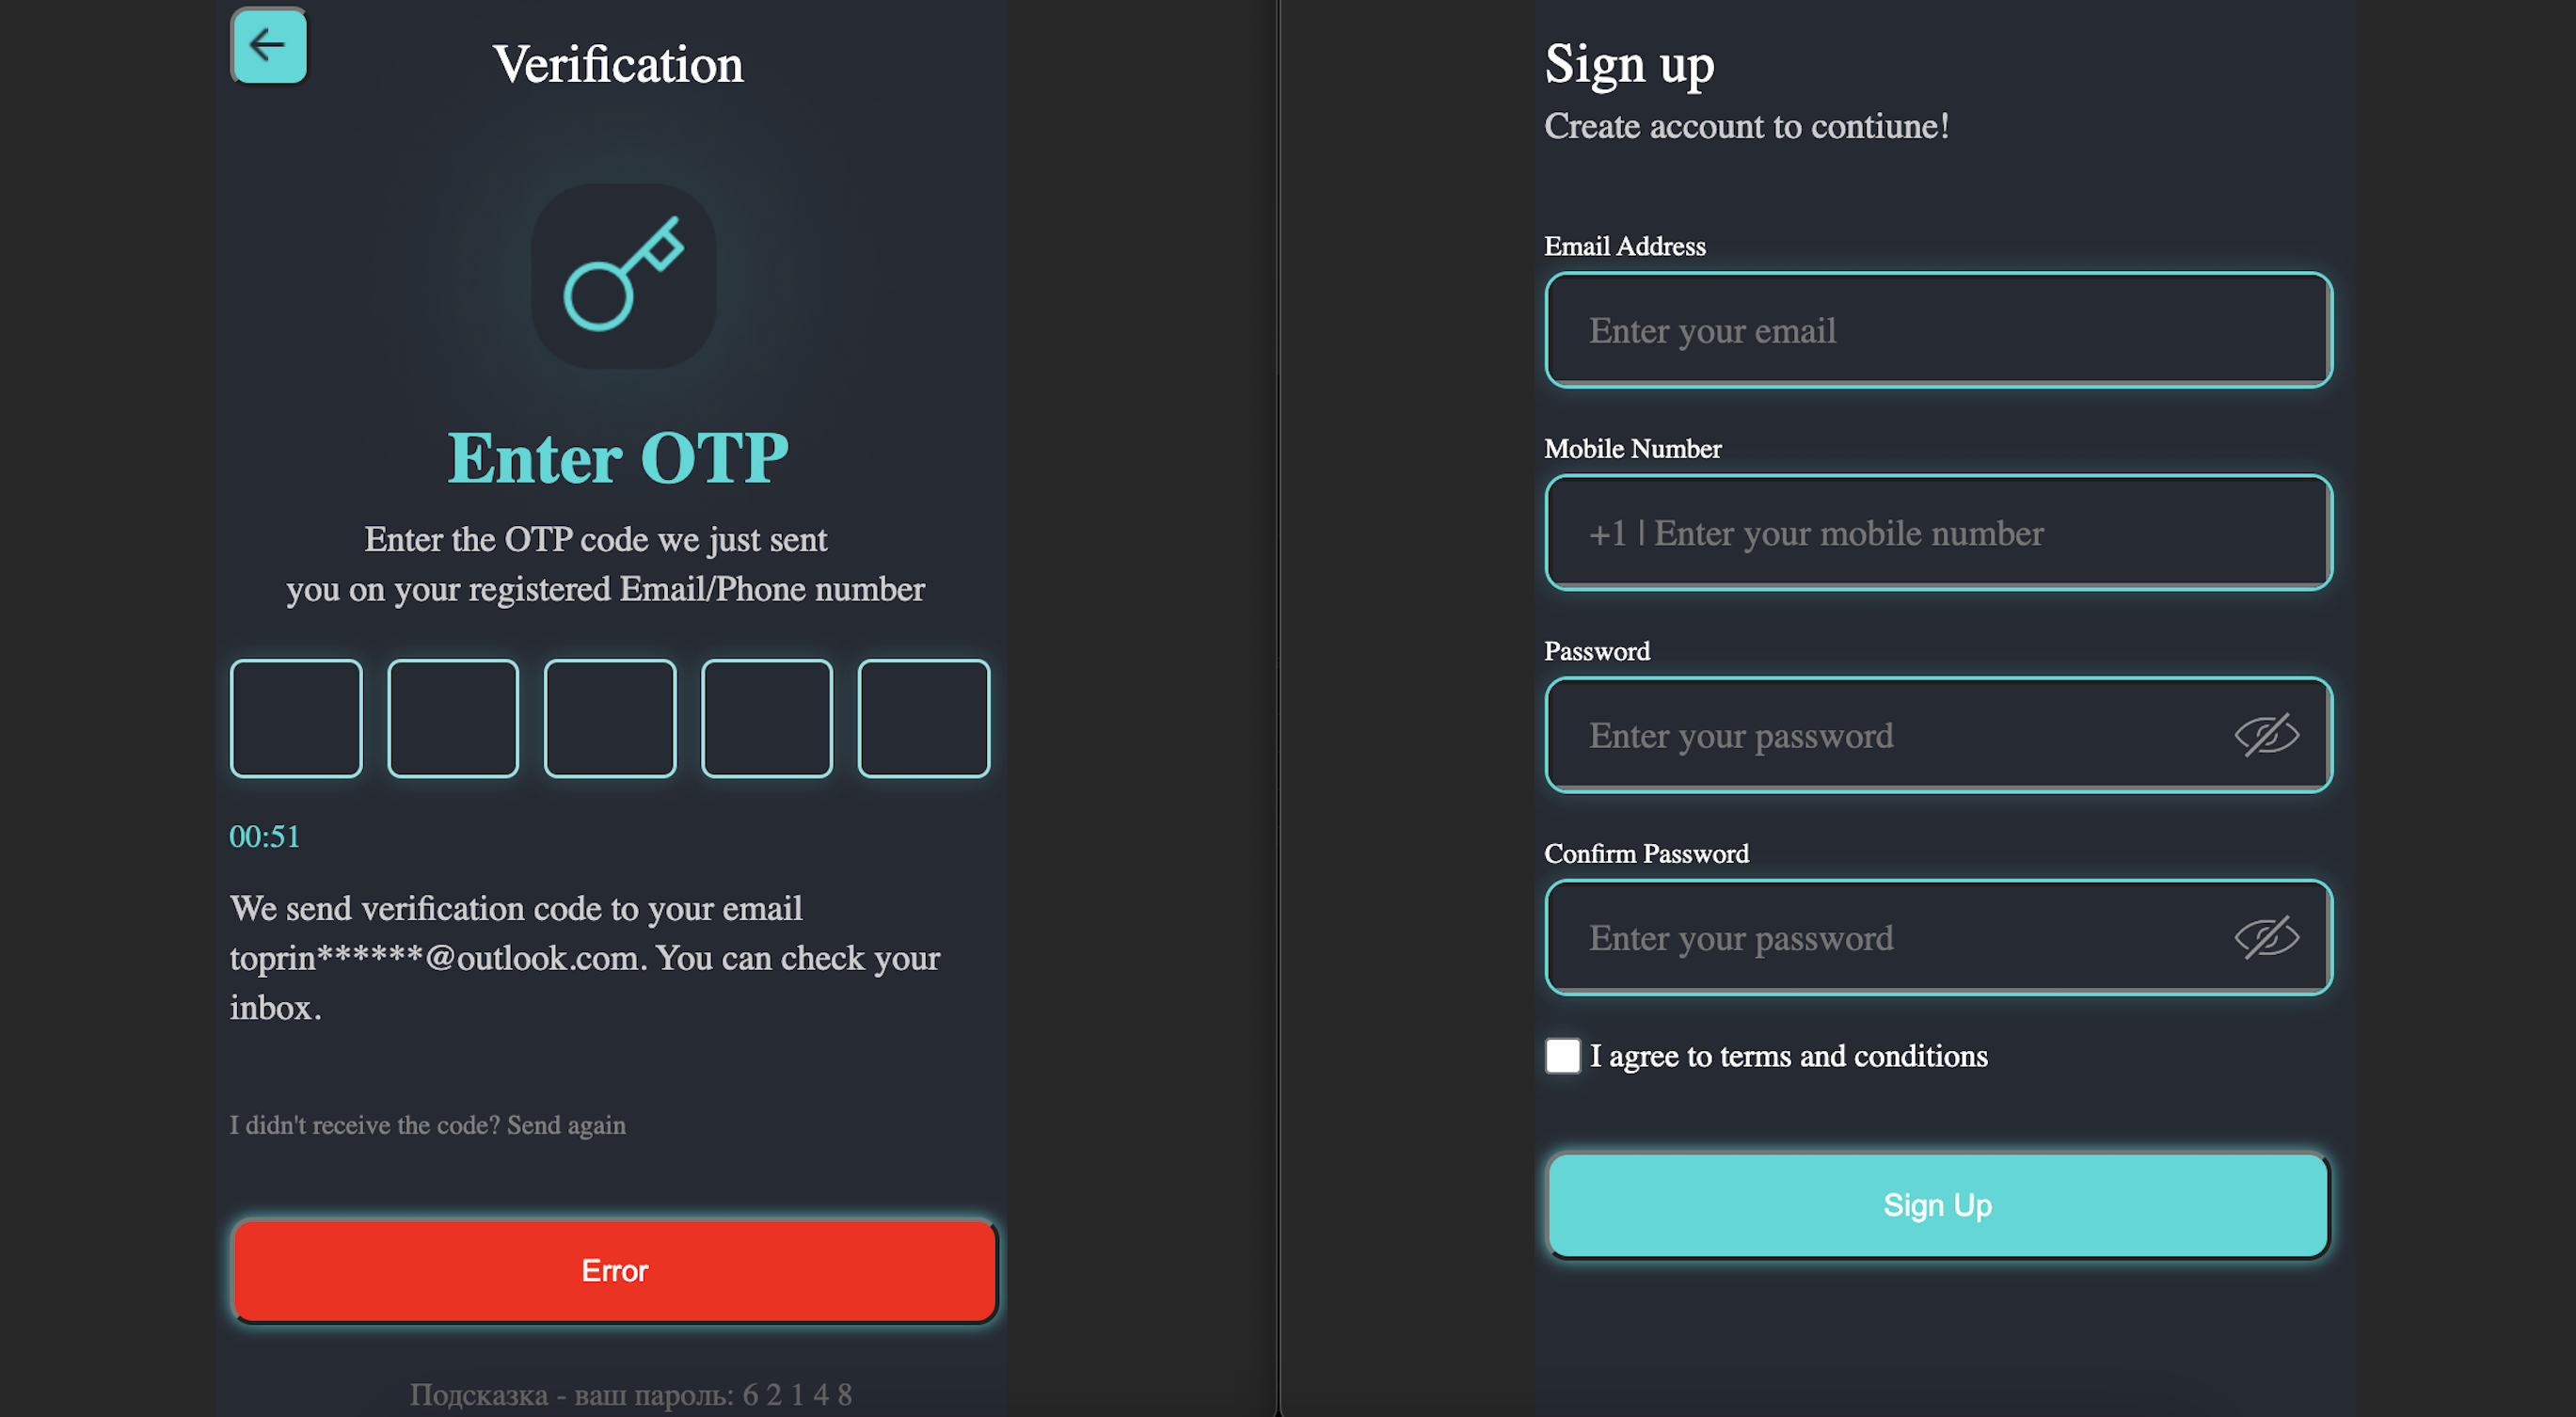 Verification
Enter OTP
Enter the OTP code we just sent
you on your registered Email/Phone number
00:51
We send verification code to your email
toprin******@outlook.com. You can check your
inbox.
I didn't receive the code? Send again
Error
Подсказка - ваш пароль: 6 2 1 4 8
Sign up
Create account to contiune!
Email Address
Enter your email
Mobile Number
+1 | Enter your mobile number
Password
Enter your password
Confirm Password
Enter your password
I agree to terms and conditions
Sign Up